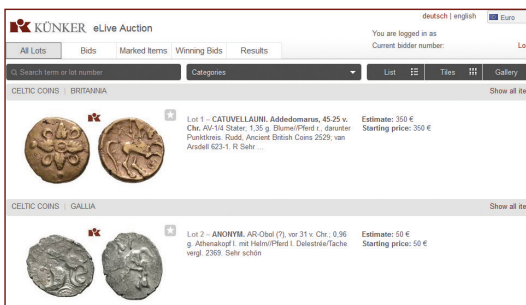 deutsch | english
Euro
KÜNKER eLive Auction
You are logged in as
Current bidder number:
Lo
All Lots
Bids
Marked Items
Winning Bids
Results
Search term or lot number
Categories
List
Tiles
Gallery
CELTIC COINS | BRITANNIA
Show all ite
Lot 1 – CATUVELLAUNI. Addedomarus, 45-25 v.
Chr. AV-1/4 Stater; 1,35 g. Blume//Pferd r., darunter
Punktkreis. Rudd, Ancient British Coins 2529; van
Arsdell 623-1. R Sehr ...
Estimate: 350 €
Starting price: 350 €
CELTIC COINS | GALLIA
Show all ite
Lot 2 – ANONYM. AR-Obol (?), vor 31 v. Chr.; 0,96
g. Athenakopf l. mit Helm//Pferd l. Delestrée/Tache
vergl. 2369. Sehr schön
Estimate: 50 €
Starting price: 50 €